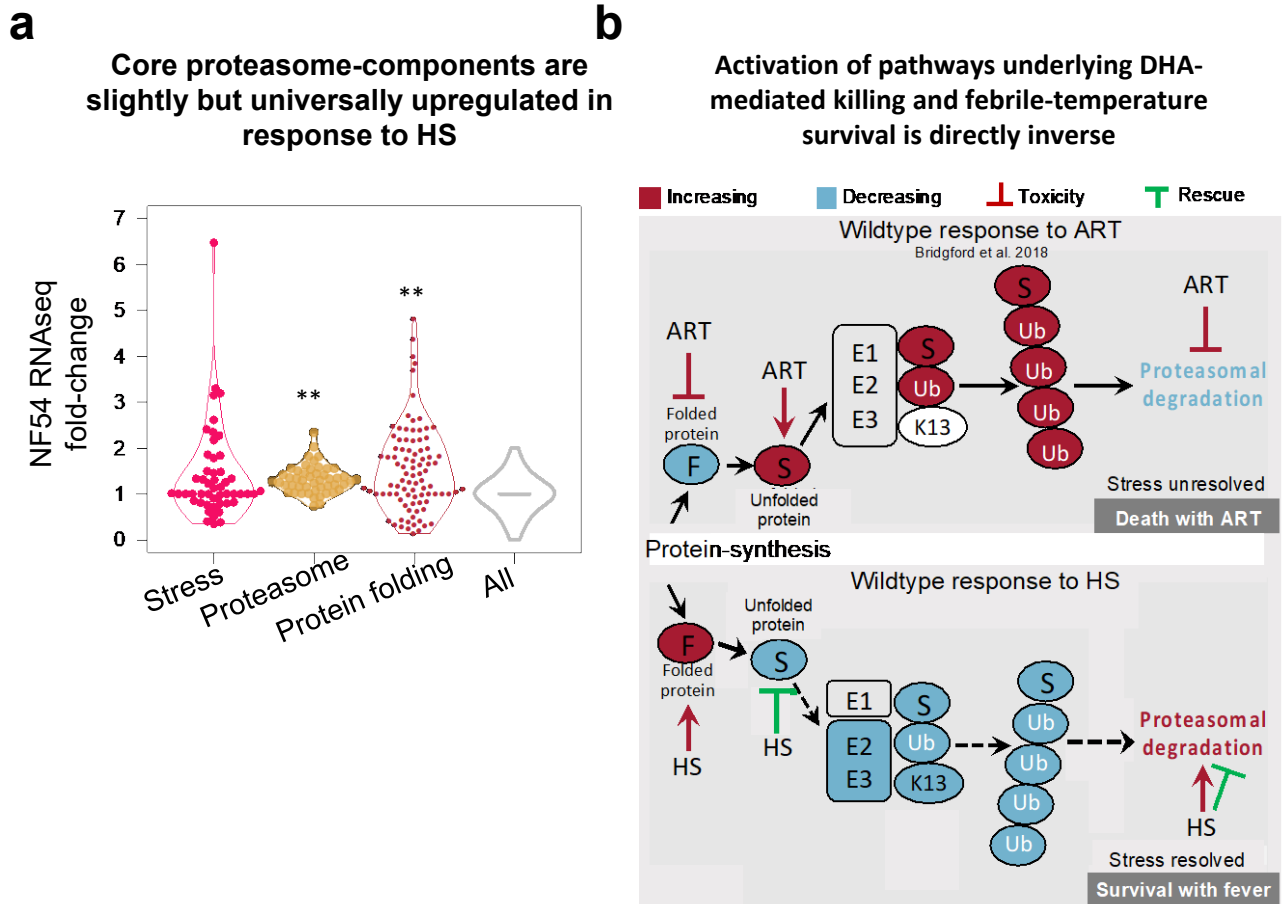 a
Core proteasome-components are
slightly but universally upregulated in
response to HS
NF54 RNAseq
fold-change
7
6
5
4
3
2
1
0
**
**
Stress
Proteasome
Protein folding
All
b
Activation of pathways underlying DHA-
mediated killing and febrile-temperature
survival is directly inverse
Increasing
Decreasing
Toxicity
Rescue
Wildtype response to ART
Bridgford et al. 2018
ART
Folded
protein
F
ART
S
Unfolded
protein
E1
E2
E3
S
Ub
K13
S
Ub
Ub
Ub
Ub
ART
Proteasomal
degradation
Stress unresolved
Death with ART
Protein-synthesis
Wildtype response to HS
F
Folded
protein
HS
Unfolded
protein
S
HS
E1
E2
E3
S
Ub
K13
S
Ub
Ub
Ub
Ub
Proteasomal
degradation
HS
Stress resolved
Survival with fever